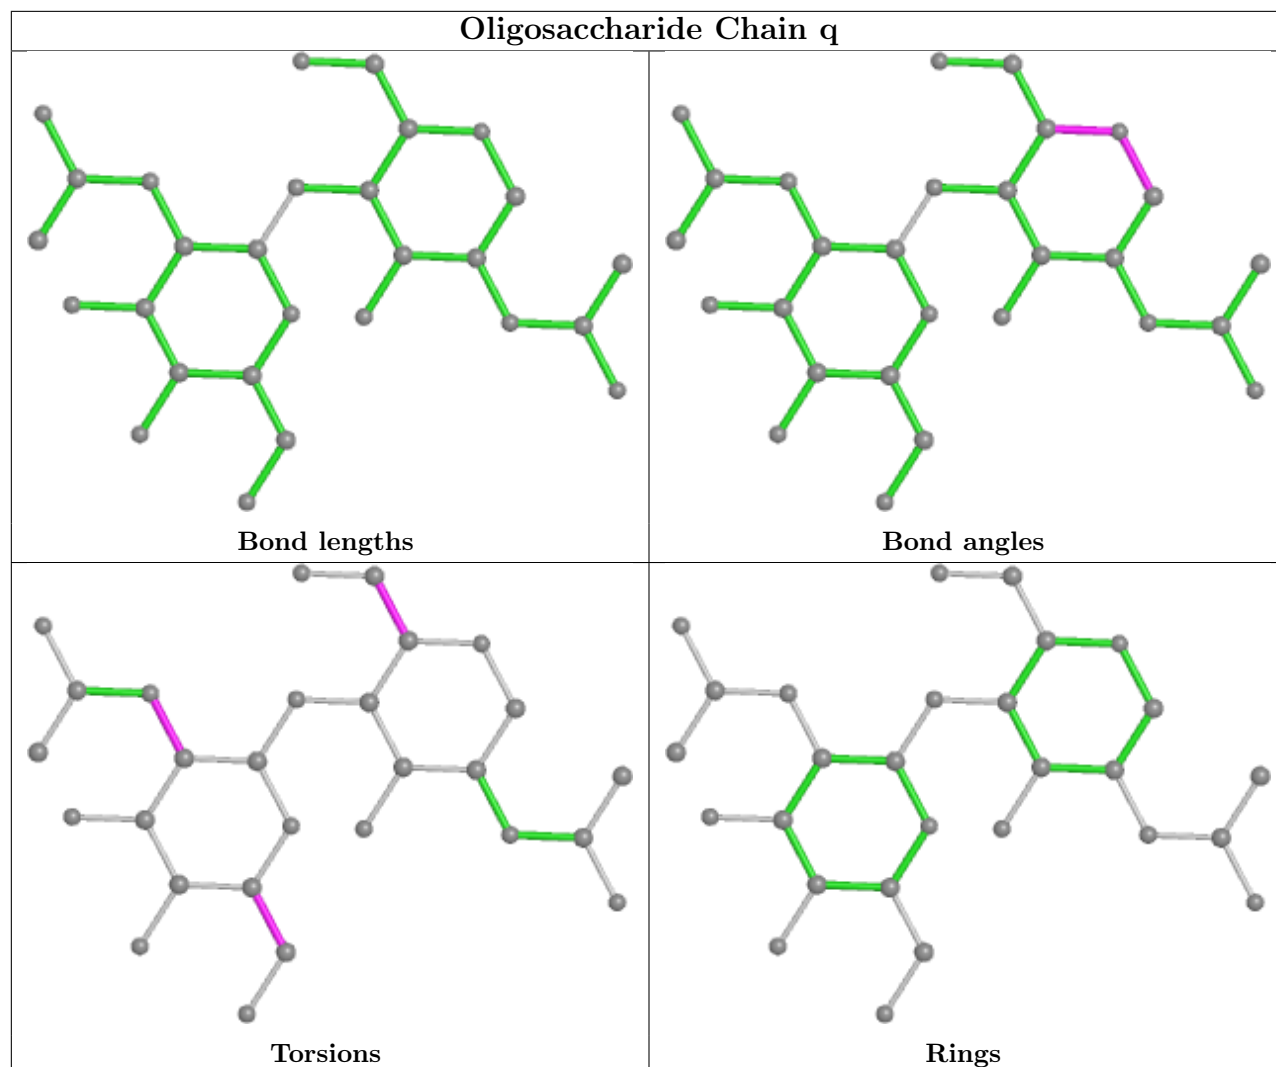 Oligosaccharide Chain q
Bond lengths
Bond angles
Torsions
Rings